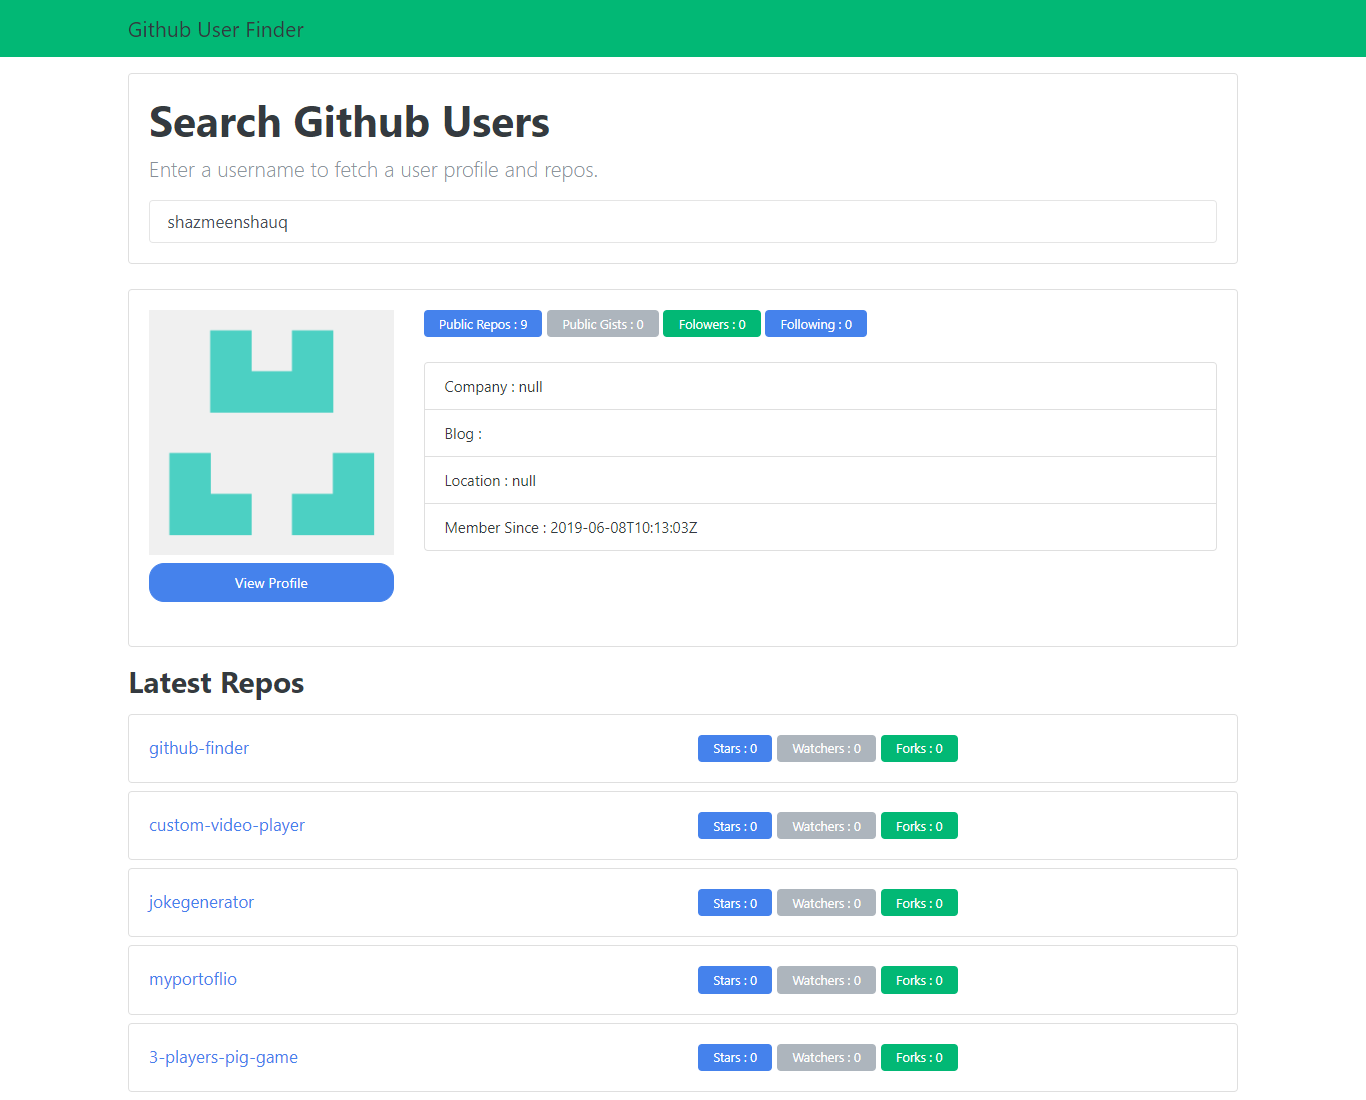 Github User Finder
Search Github Users
Enter a username to fetch a user profile and repos.
shazmeenshauq
Public Repos : 9 Public Gists : 0 Folowers : 0 Following : 0
Company : null
Blog :
Location : null
Member Since : 2019-06-08T10:13:03Z
View Profile
Latest Repos
github-finder Stars : 0 Watchers : 0 Forks : 0
custom-video-player Stars : 0 Watchers : 0 Forks : 0
jokegenerator Stars : 0 Watchers : 0 Forks : 0
myportoflio Stars : 0 Watchers : 0 Forks : 0
3-players-pig-game Stars : 0 Watchers : 0 Forks : 0